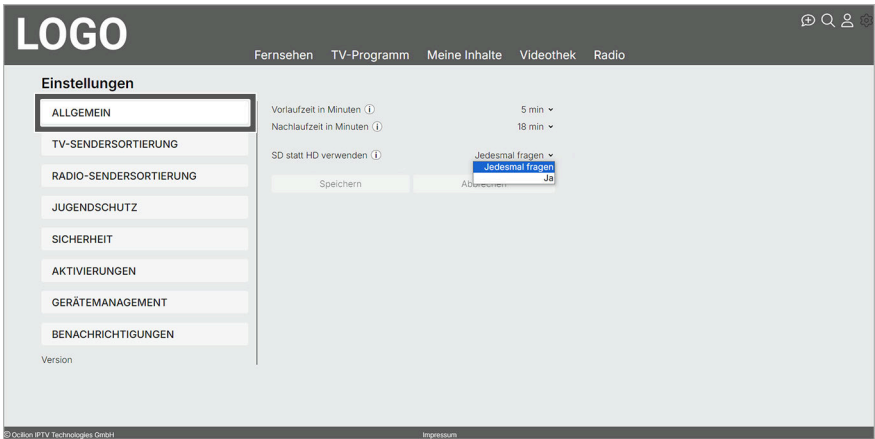 LOGO
Fernsehen TV-Programm Meine Inhalte Videothek Radio
Einstellungen
ALLGEMEIN
TV-SENDERSORTIERUNG
RADIO-SENDERSORTIERUNG
JUGENDSCHUTZ
SICHERHEIT
AKTIVIERUNGEN
GERÄTEMANAGEMENT
BENACHRICHTIGUNGEN
Version
Vorlaufzeit in Minuten i 5 min
Nachlaufzeit in Minuten i 18 min
SD statt HD verwenden i Jedesmal fragen
Jedesmal fragen
Ja
Speichern Abbrechen
© Ocilion IPTV Technologies GmbH Impressum